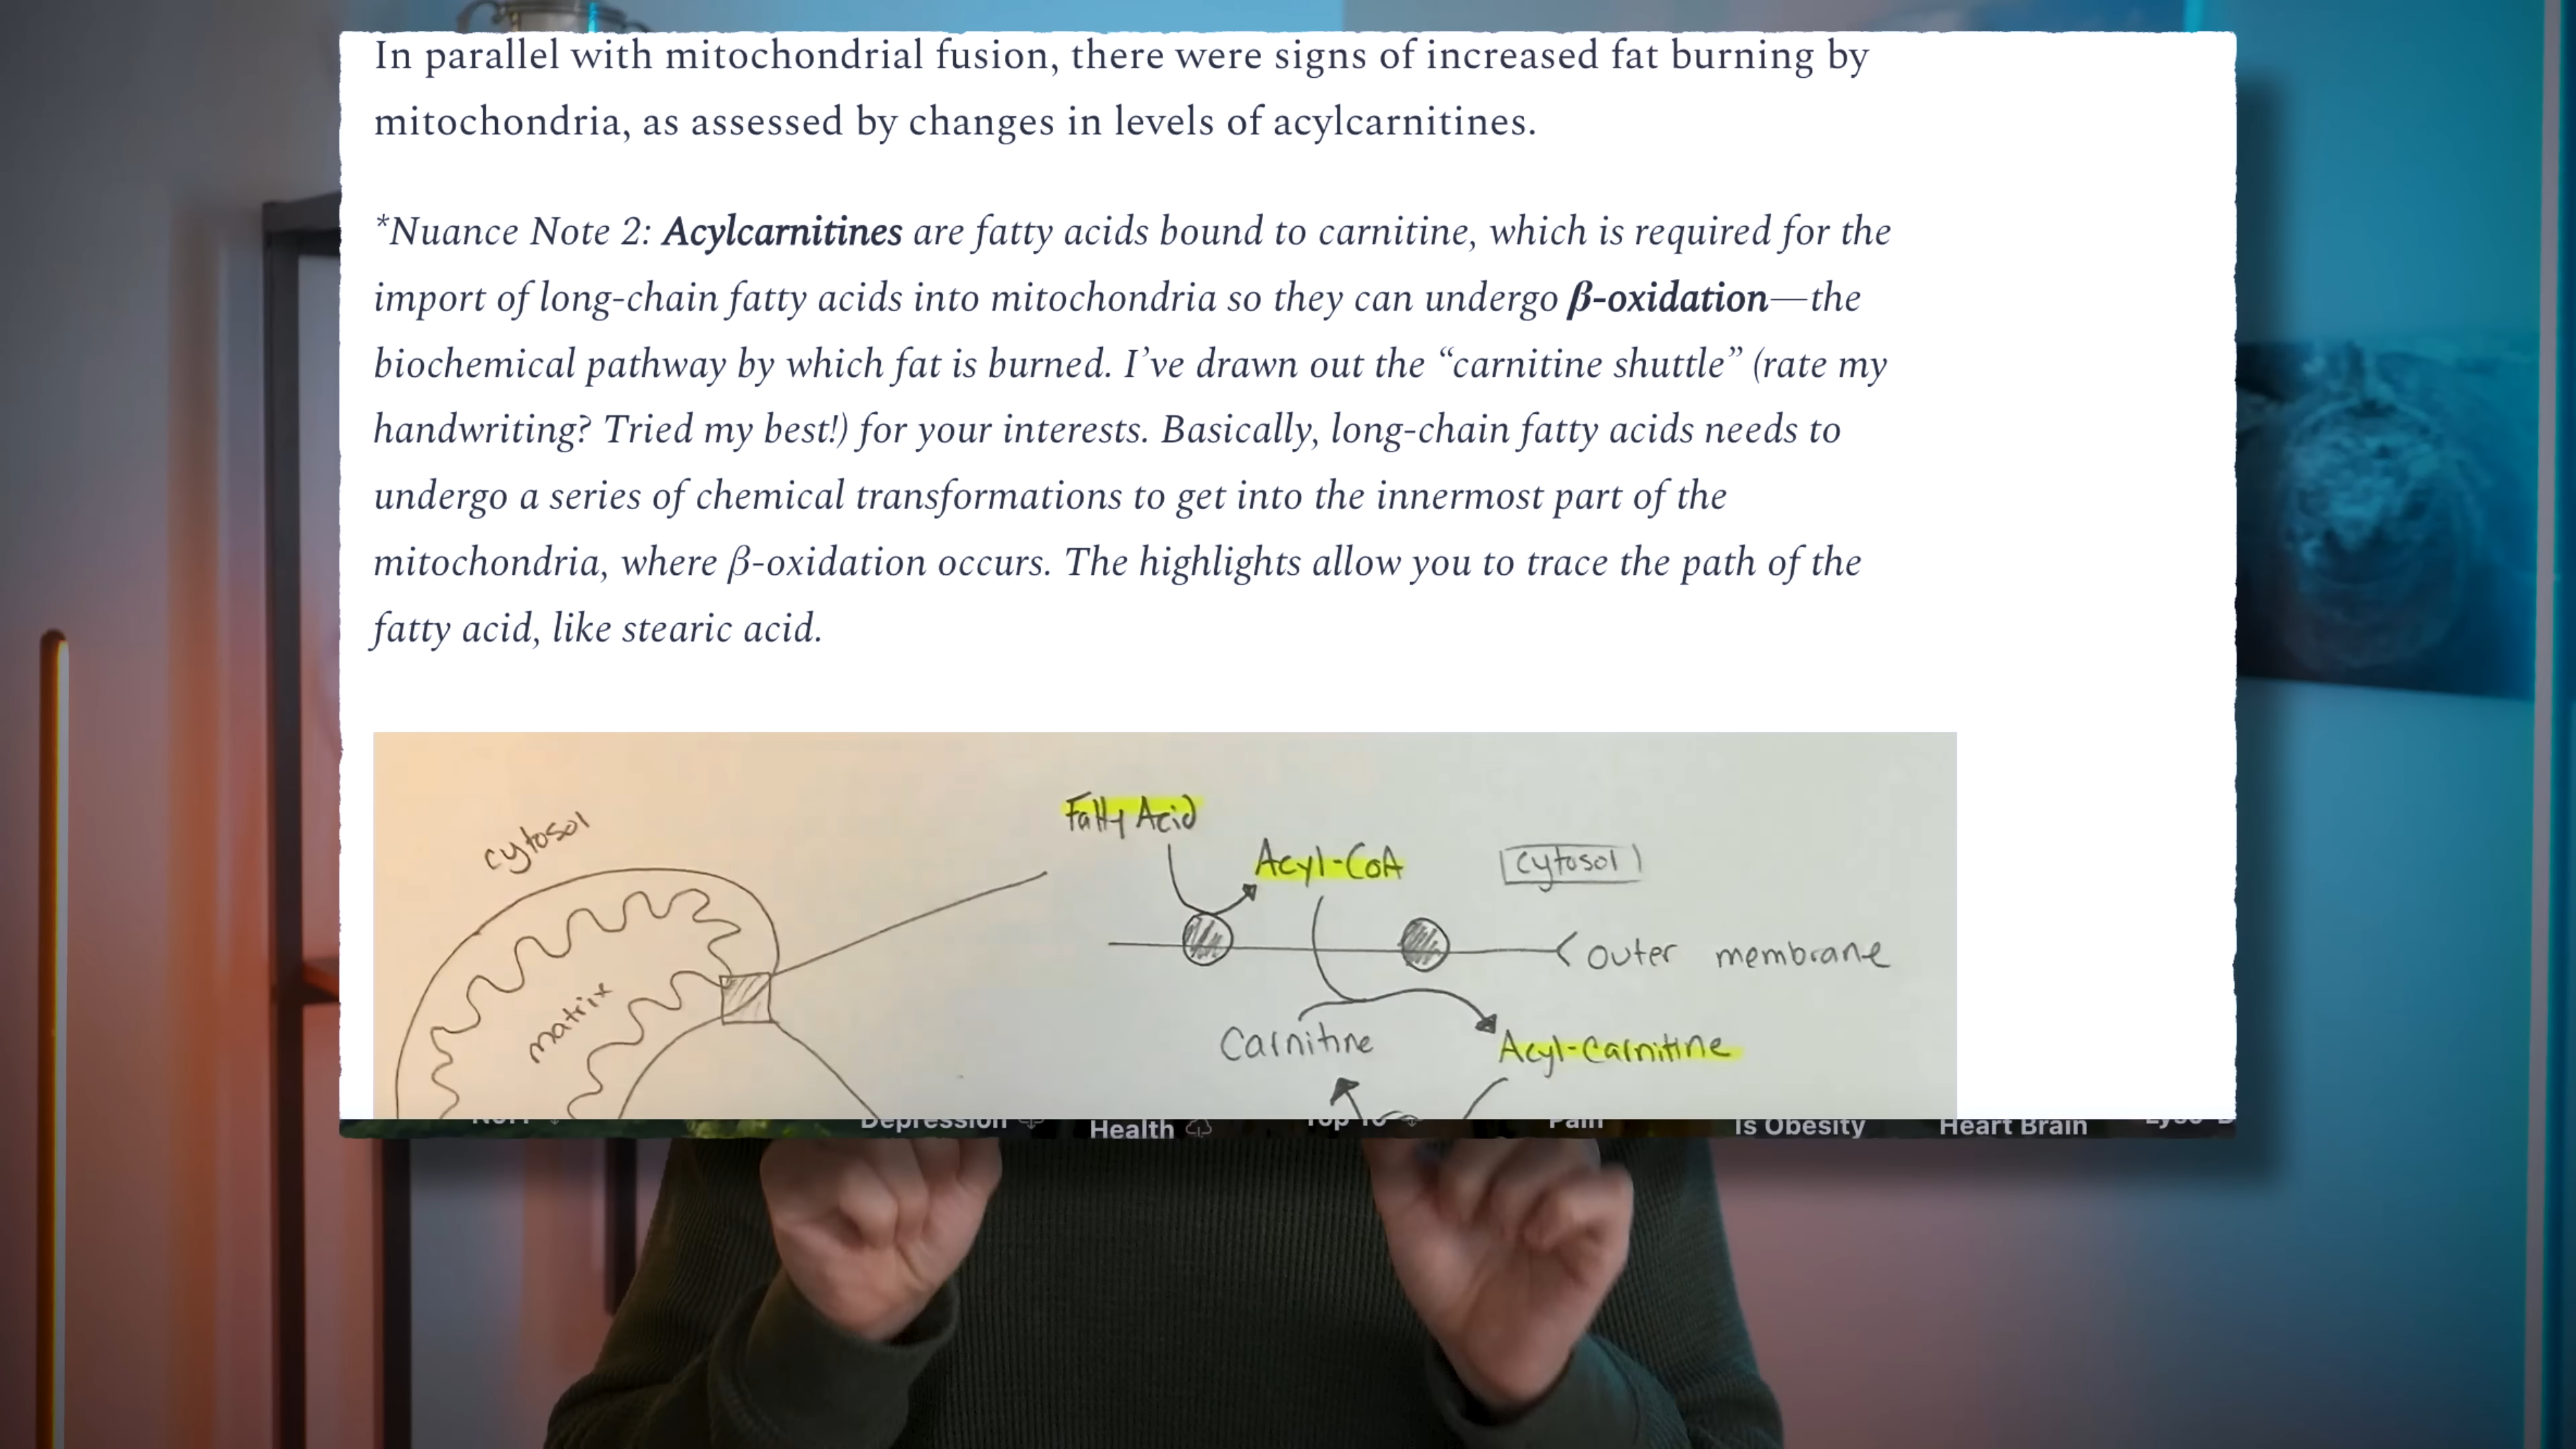 In parallel with mitochondrial fusion, there were signs of increased fat burning by
mitochondria, as assessed by changes in levels of acylcarnitines.
*Nuance Note 2: Acylcarnitines are fatty acids bound to carnitine, which is required for the
import of long-chain fatty acids into mitochondria so they can undergo β-oxidation—the
biochemical pathway by which fat is burned. I’ve drawn out the “carnitine shuttle” (rate my
handwriting? Tried my best!) for your interests. Basically, long-chain fatty acids needs to
undergo a series of chemical transformations to get into the innermost part of the
mitochondria, where β-oxidation occurs. The highlights allow you to trace the path of the
fatty acid, like stearic acid.
cytosol
matrix
Fatty Acid
Acyl-CoA
cytosol
outer membrane
Carnitine
Acyl-Carnitine
Depression
Health
Top 10
Pain
Is Obesity
Heart Brain